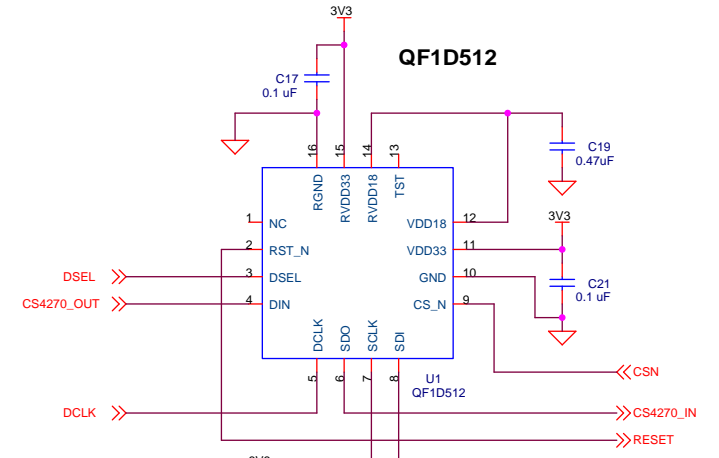 3V3
QF1D512
C17
0.1 uF
C19
0.47uF
16
15
14
13
RGND
RVDD33
RVDD18
TST
1
NC
VDD18
12
3V3
2
RST_N
VDD33
11
DSEL
3
DSEL
GND
10
C21
0.1 uF
CS4270_OUT
4
DIN
CS_N
9
DCLK
SDO
SCLK
SDI
5
6
7
8
U1
QF1D512
CSN
DCLK
CS4270_IN
RESET